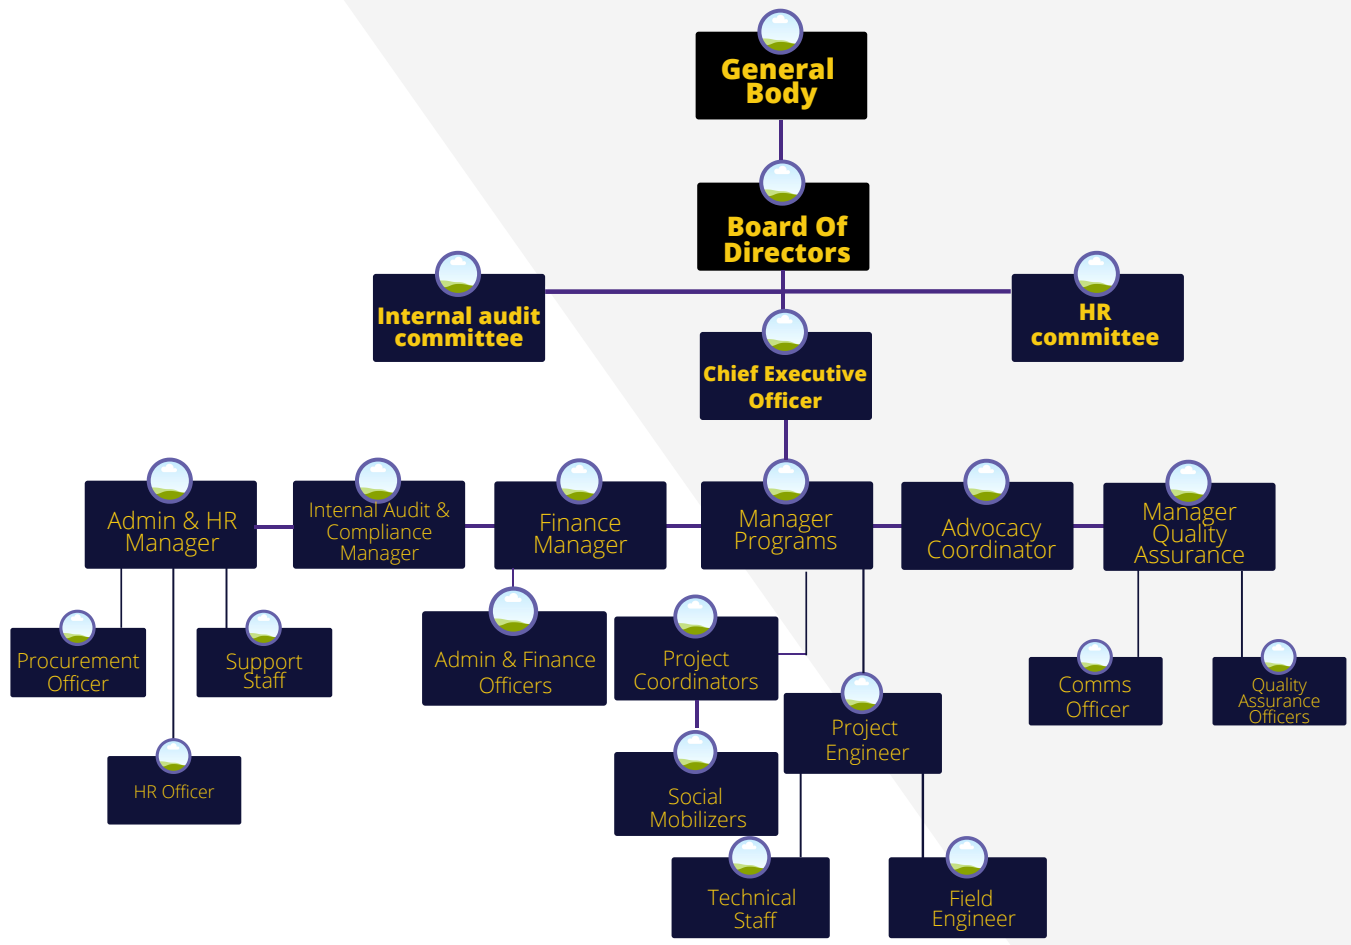 General
Body
Board Of
Directors
Internal audit
committee
HR
committee
Chief Executive
Officer
Admin & HR
Manager
Internal Audit &
Compliance
Manager
Finance
Manager
Manager
Programs
Advocacy
Coordinator
Manager
Quality
Assurance
Procurement
Officer
Support
Staff
Admin & Finance
Officers
Project
Coordinators
Project
Engineer
Comms
Officer
Quality
Assurance
Officers
HR Officer
Social
Mobilizers
Technical
Staff
Field
Engineer